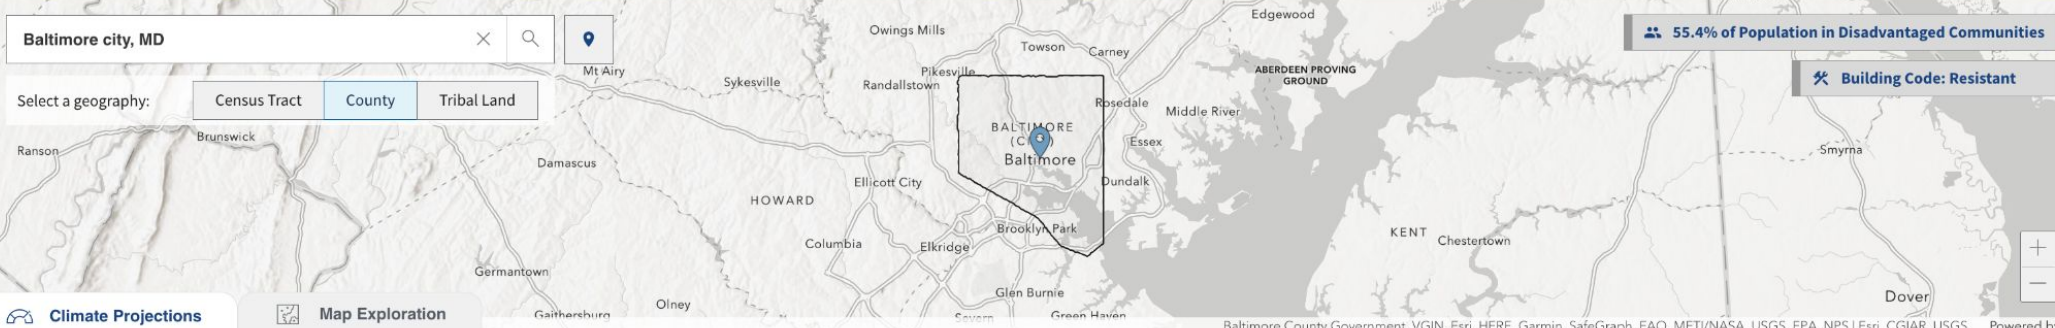 Baltimore city, MD
Select a geography:
Census Tract
County
Tribal Land
55.4% of Population in Disadvantaged Communities
Building Code: Resistant
Edgewood
Owings Mills
Towson
Carney
Mt Airy
Sykesville
Pikesville
Randallstown
ABERDEEN PROVING
GROUND
Rosedale
Middle River
BALTIMORE
Baltimore
Essex
Brunswick
Ranson
Damascus
Smyrna
Ellicott City
Dundalk
HOWARD
Brooklyn Park
KENT
Chestertown
Columbia
Elkridge
Germantown
Glen Burnie
Dover
Olney
Gaithersburg
Severn
Green Haven
Climate Projections
Map Exploration
Baltimore County Government, VGIN, Esri, HERE, Garmin, SafeGraph, FAO, METI/NASA, USGS, EPA, NPS | Esri, CGIAR, USGS
Powered by